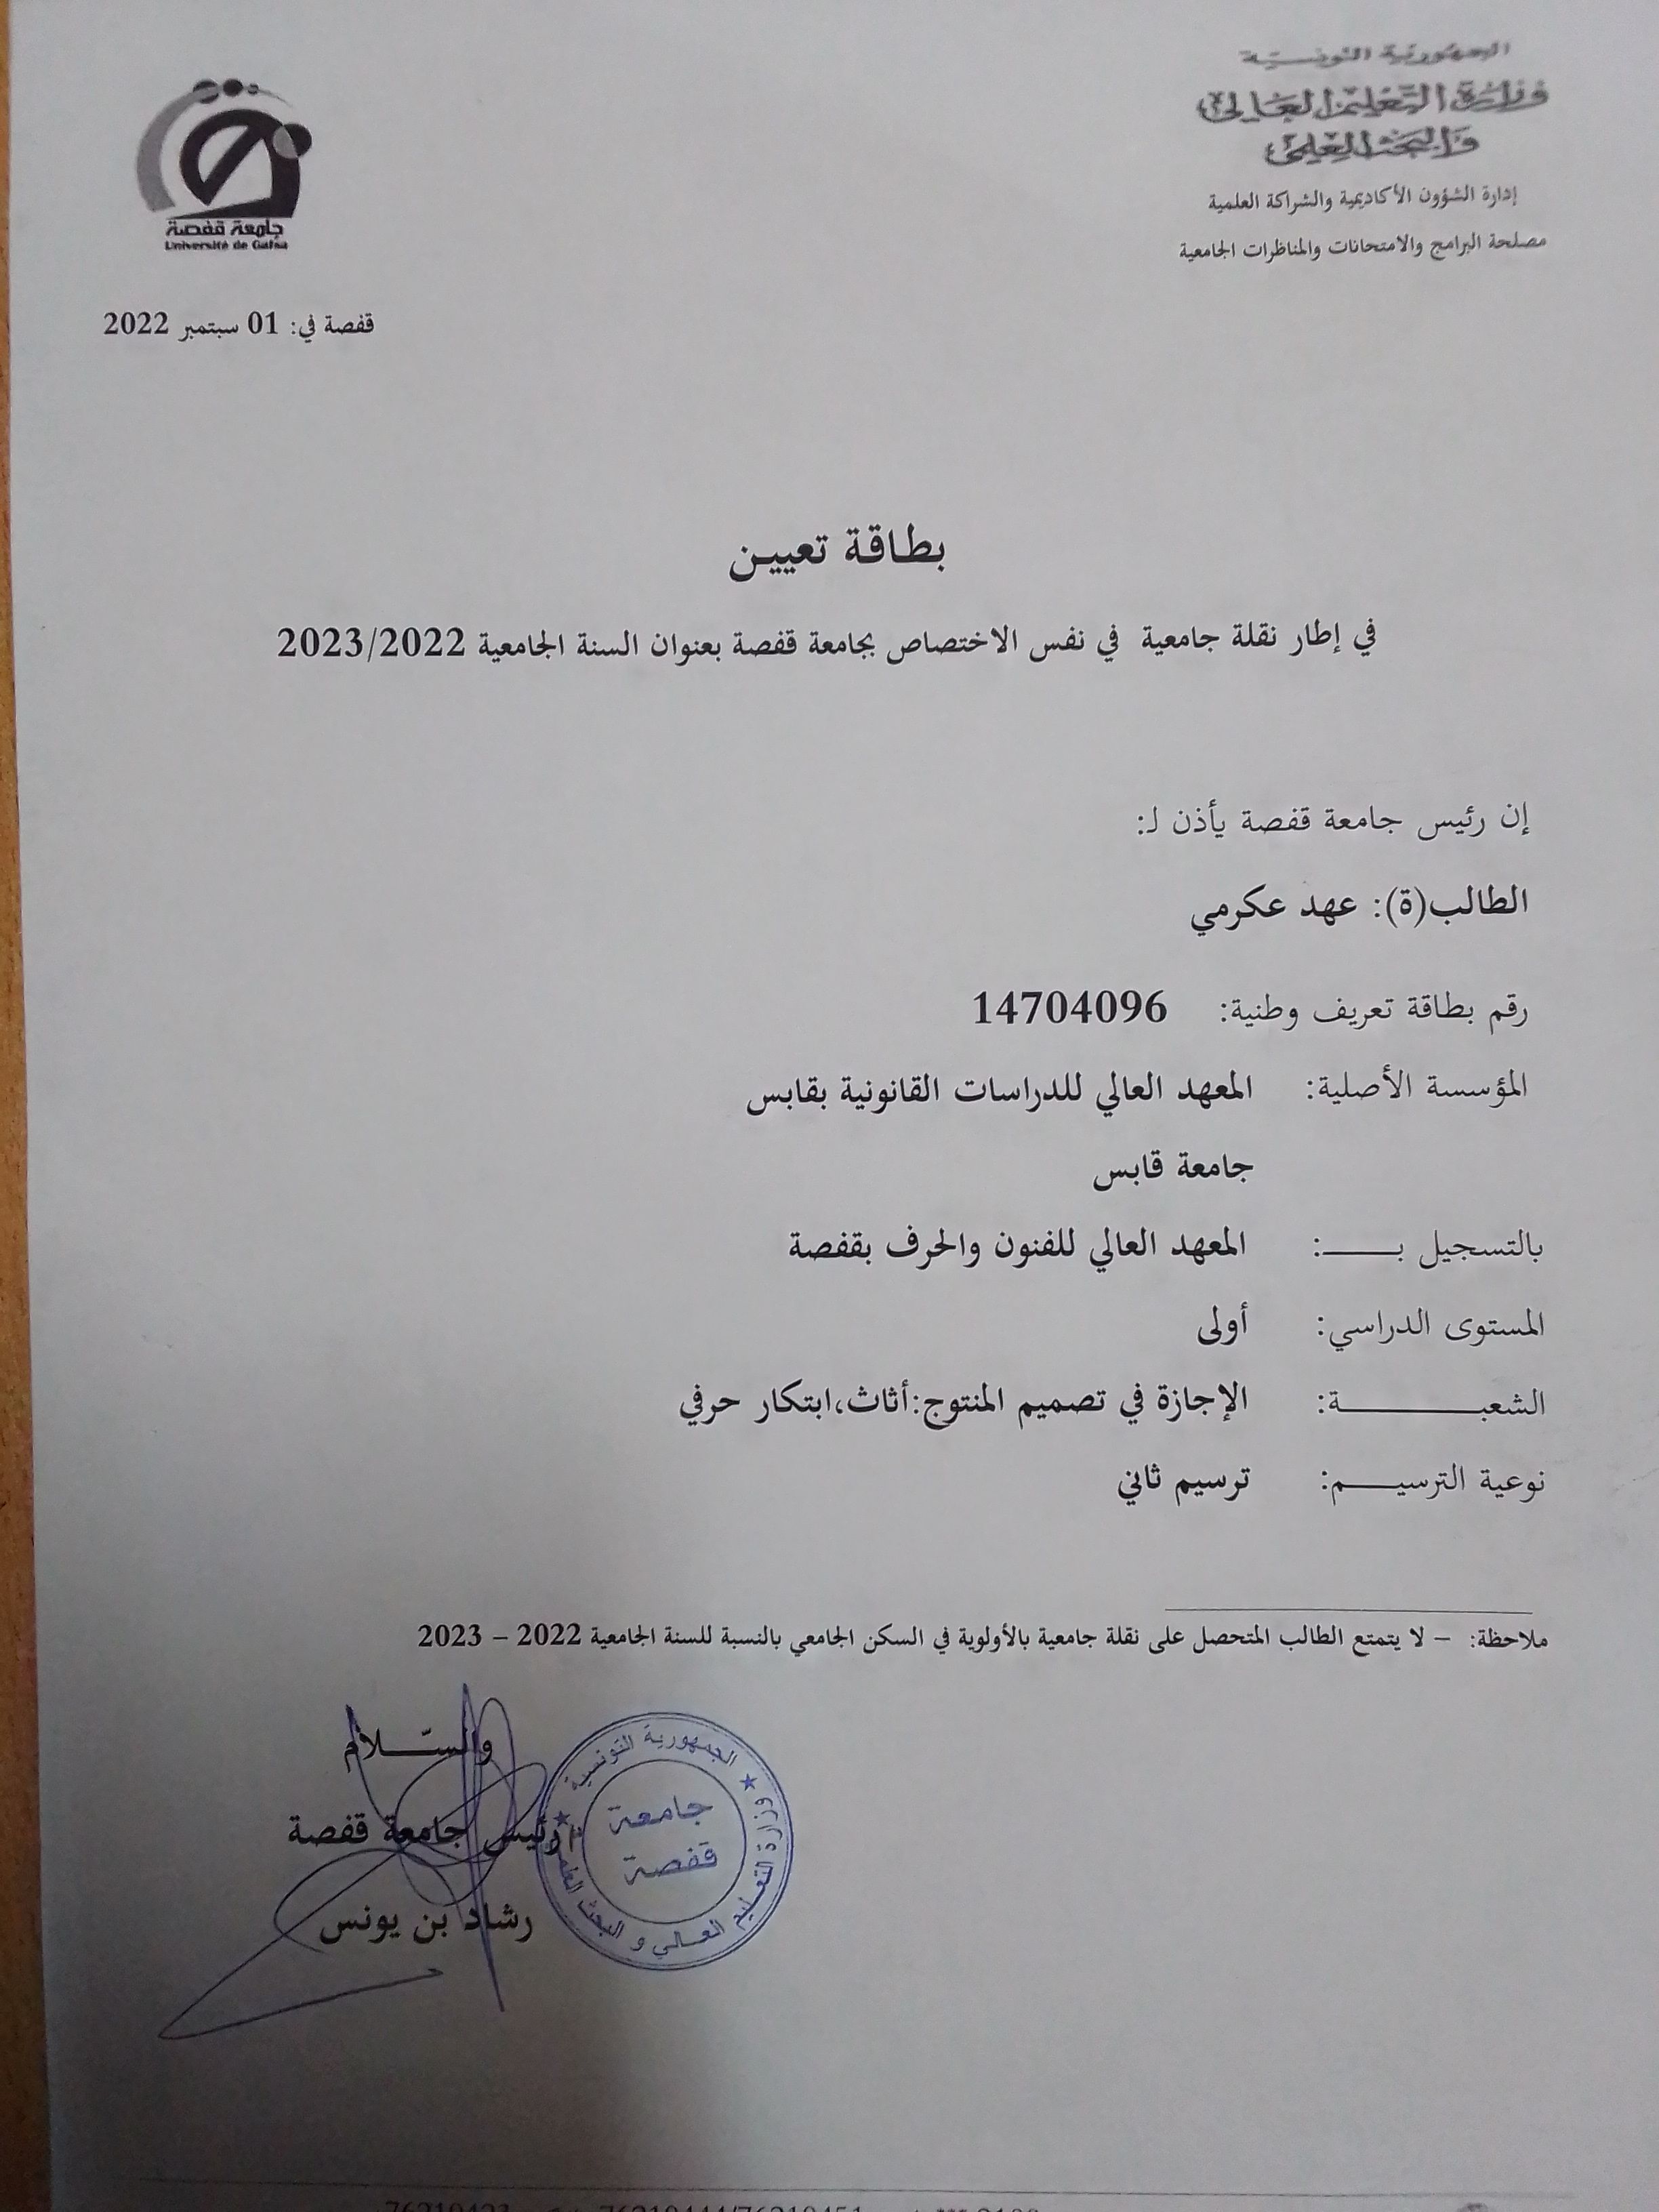 الجمهورية التونسية
وزارة التعليم العالي
والبحث العلمي
إدارة الشؤون الأكاديمية والشراكة العلمية
مصلحة البرامج والامتحانات والمناظرات الجامعية
جامعة قفصة
Université de Gafsa
قفصة في: 01 سبتمبر 2022
بطاقة تعيين
في إطار نقلة جامعية في نفس الاختصاص بجامعة قفصة بعنوان السنة الجامعية 2023/2022
إن رئيس جامعة قفصة يأذن لـ:
الطالب(ة): عهد عكرمي
رقم بطاقة تعريف وطنية: 14704096
المؤسسة الأصلية: المعهد العالي للدراسات القانونية بقابس
جامعة قابس
بالتسجيل بــــــ: المعهد العالي للفنون والحرف بقفصة
المستوى الدراسي: أولى
الشعبـــــــــــــة: الإجازة في تصميم المنتوج:أثاث،ابتكار حرفي
نوعية الترسيـــــم: ترسيم ثاني
ملاحظة: – لا يتمتع الطالب المتحصل على نقلة جامعية بالأولوية في السكن الجامعي بالنسبة للسنة الجامعية 2022 – 2023
والسّـــــلام
رئيس جامعة قفصة
رشاد بن يونس
الجمهورية التونسية
وزارة التعليم العالي و البحث العلمي
جامعة
قفصة